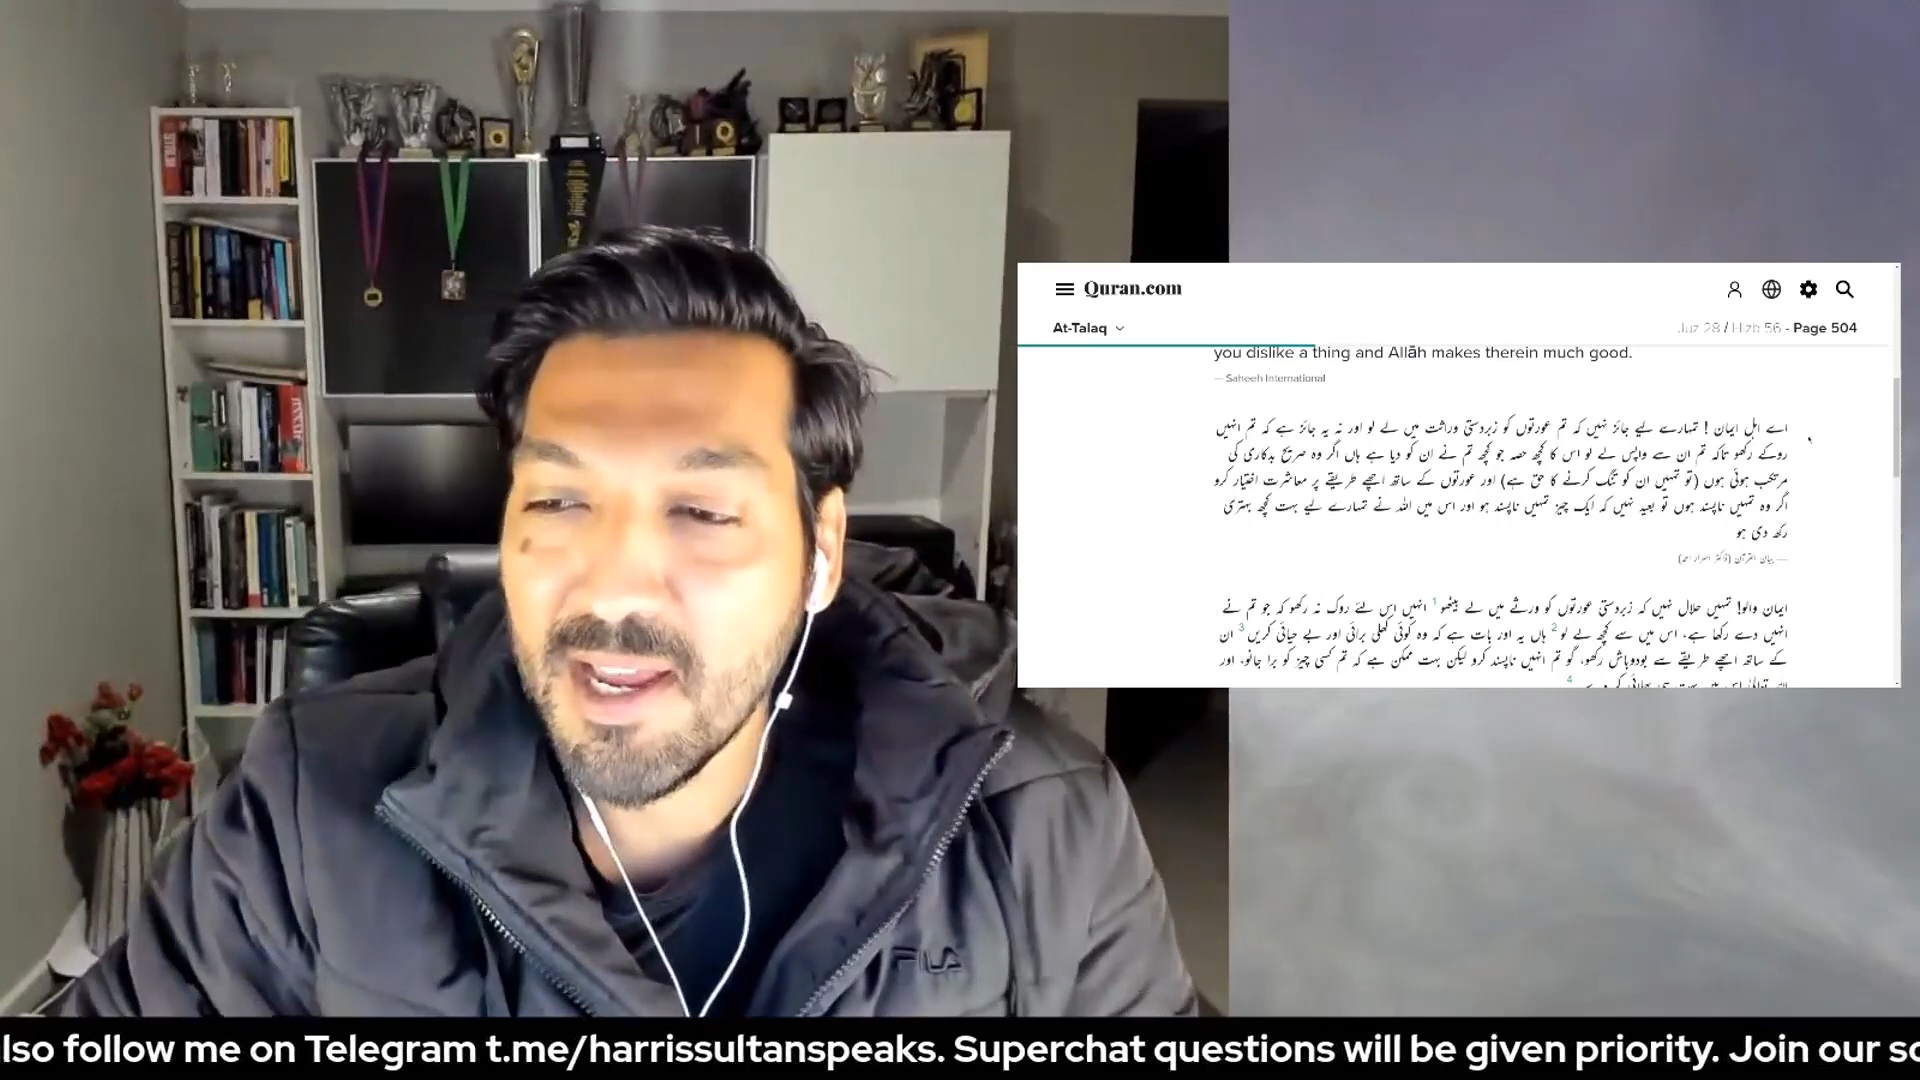 Quran.com
At-Talaq
Juz 28 / Hizb 56 - Page 504
you dislike a thing and Allāh makes therein much good.
— Saheeh International
اے اہل ایمان ! تمہارے لیے جائز نہیں کہ تم عورتوں کو زبردستی وراثت میں لے لو اور نہ یہ جائز ہے کہ تم انہیں
روکے رکھو تاکہ تم ان سے واپس لے لو اس کا کچھ حصہ جو کچھ تم نے ان کو دیا ہے ہاں اگر وہ صریح بدکاری کی
مرتکب ہوئی ہوں (تو تمہیں ان کو تنگ کرنے کا حق ہے) اور عورتوں کے ساتھ اچھے طریقے پر معاشرت اختیار کرو
اگر وہ تمہیں ناپسند ہوں تو بعید نہیں کہ ایک چیز تمہیں ناپسند ہو اور اس میں اللہ نے تمہارے لیے بہت کچھ بہتری
رکھ دی ہو
— بیان القرآن (ڈاکٹر اسرار احمد)
ایمان والو! تمہیں حلال نہیں کہ زبردستی عورتوں کو ورثے میں لے بیٹھو 1 انہیں اس لئے روک نہ رکھو کہ جو تم نے
انہیں دے رکھا ہے، اس میں سے کچھ لے لو 2 ہاں یہ اور بات ہے کہ وہ کوئی کھلی برائی اور بے حیائی کریں 3 ان
کے ساتھ اچھے طریقے سے بودوباش رکھو، گو تم انہیں ناپسند کرو لیکن بہت ممکن ہے کہ تم کسی چیز کو برا جانو، اور
4
FILA
lso follow me on Telegram t.me/harrissultanspeaks. Superchat questions will be given priority. Join our so